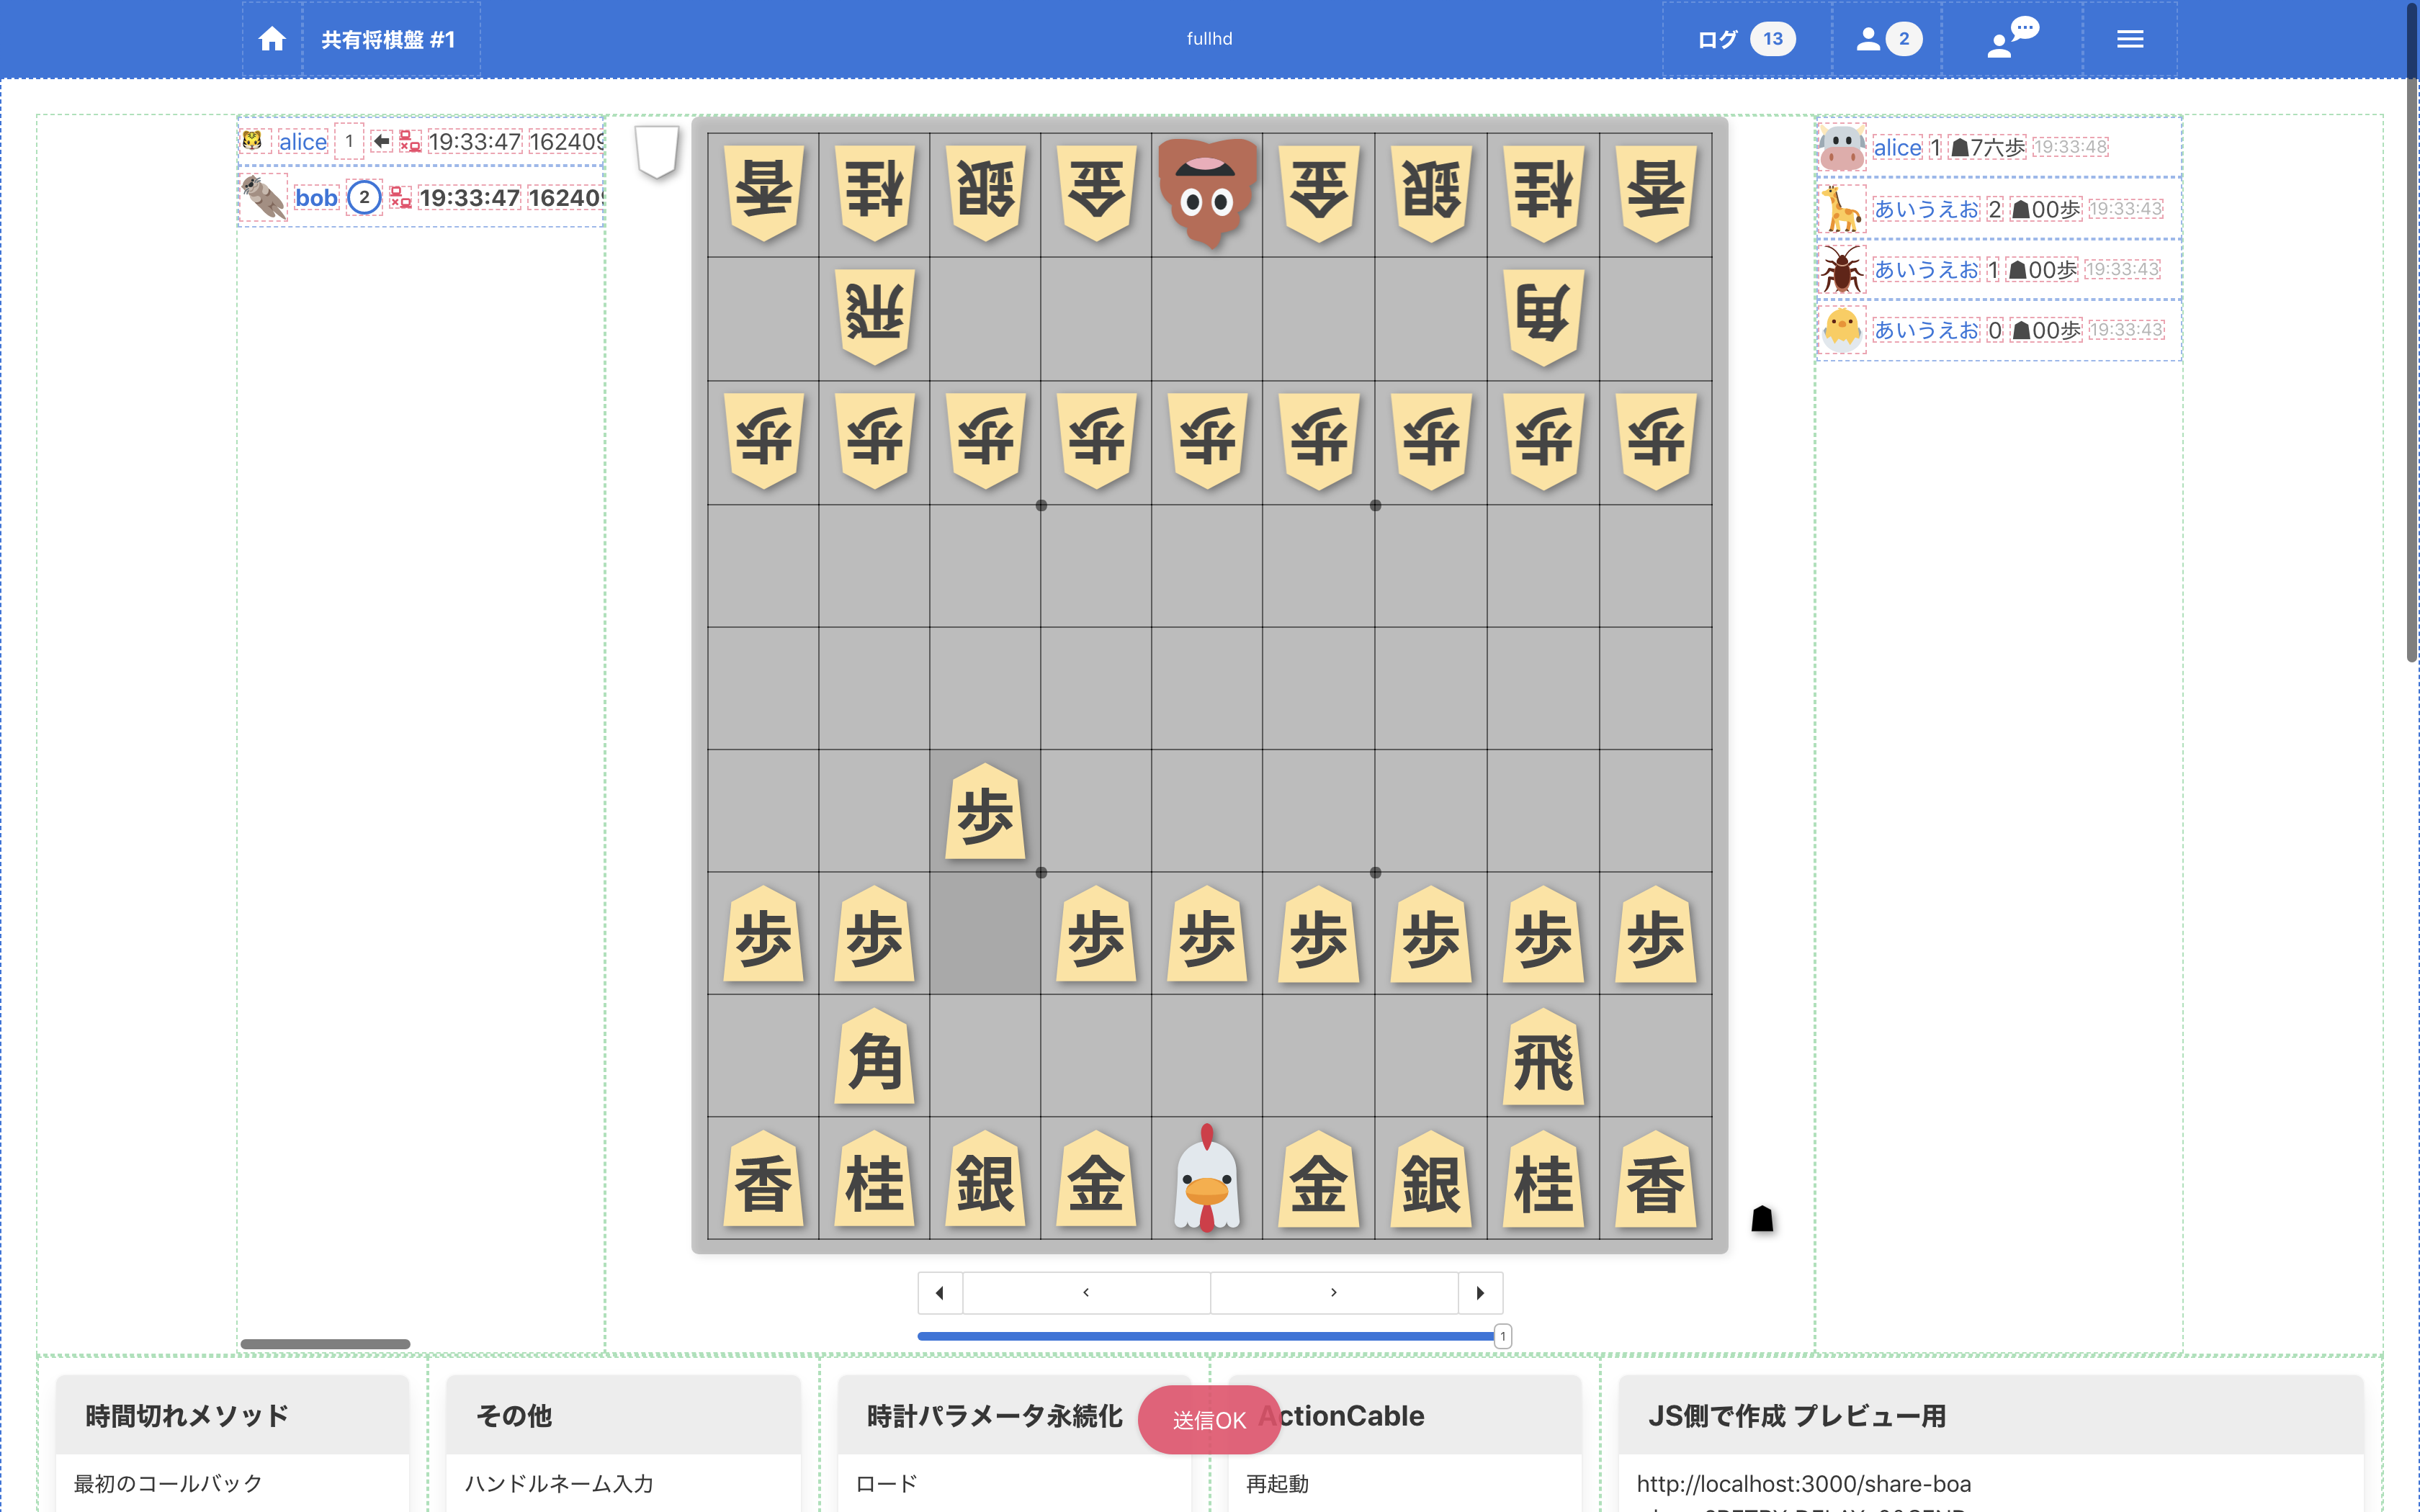 共有将棋盤 #1
fullhd
ログ 13
2
alice 1 19:33:47 162409
bob 2 19:33:47 16240
香 桂 銀 金 金 銀 桂 香
飛 角
歩 歩 歩 歩 歩 歩 歩 歩 歩
歩
歩 歩 歩 歩 歩 歩 歩 歩
角 飛
香 桂 銀 金 金 銀 桂 香
1
alice 1 ☗7六歩 19:33:48
あいうえお 2 ☗00歩 19:33:43
あいうえお 1 ☗00歩 19:33:43
あいうえお 0 ☗00歩 19:33:43
時間切れメソッド
最初のコールバック
その他
ハンドルネーム入力
時計パラメータ永続化
ロード
送信OK
ActionCable
再起動
JS側で作成 プレビュー用
http://localhost:3000/share-boa